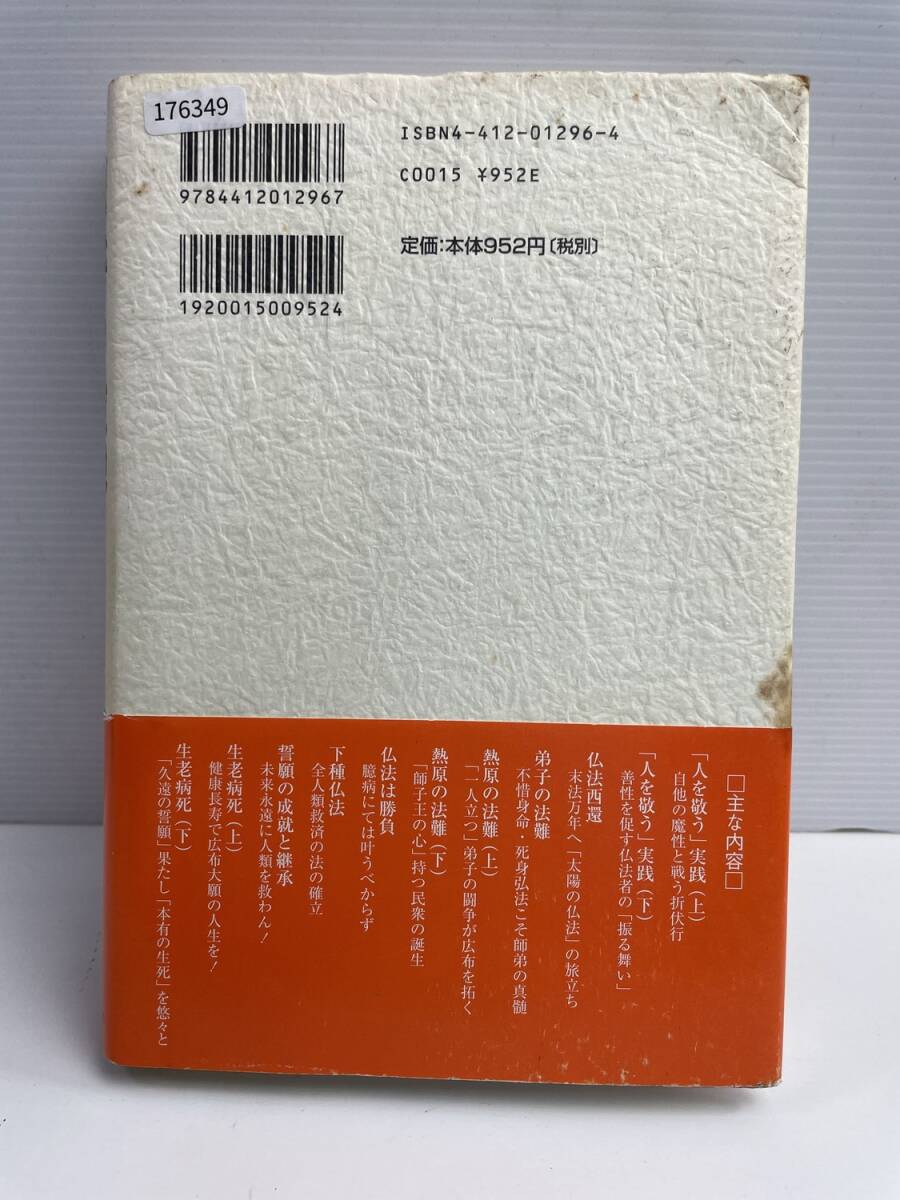 176349
ISBN4-412-01296-4
C0015 ¥952E
9784412012967
定価:本体952円〔税別〕
1920015009524
□主な内容□
「人を敬う」実践(上)
自他の魔性と戦う折伏行
「人を敬う」実践(下)
善性を促す仏法者の「振る舞い」
仏法西還
末法万年へ「太陽の仏法」の旅立ち
弟子の法難
不惜身命・死身弘法こそ師弟の真髄
熱原の法難(上)
「一人立つ」弟子の闘争が広布を拓く
熱原の法難(下)
「師子王の心」持つ民衆の誕生
仏法は勝負
臆病にては叶うべからず
下種仏法
全人類救済の法の確立
誓願の成就と継承
未来永遠に人類を救わん!
生老病死(上)
健康長寿で広布大願の人生を!
生老病死(下)
「久遠の誓願」果たし「本有の生死」を悠々と